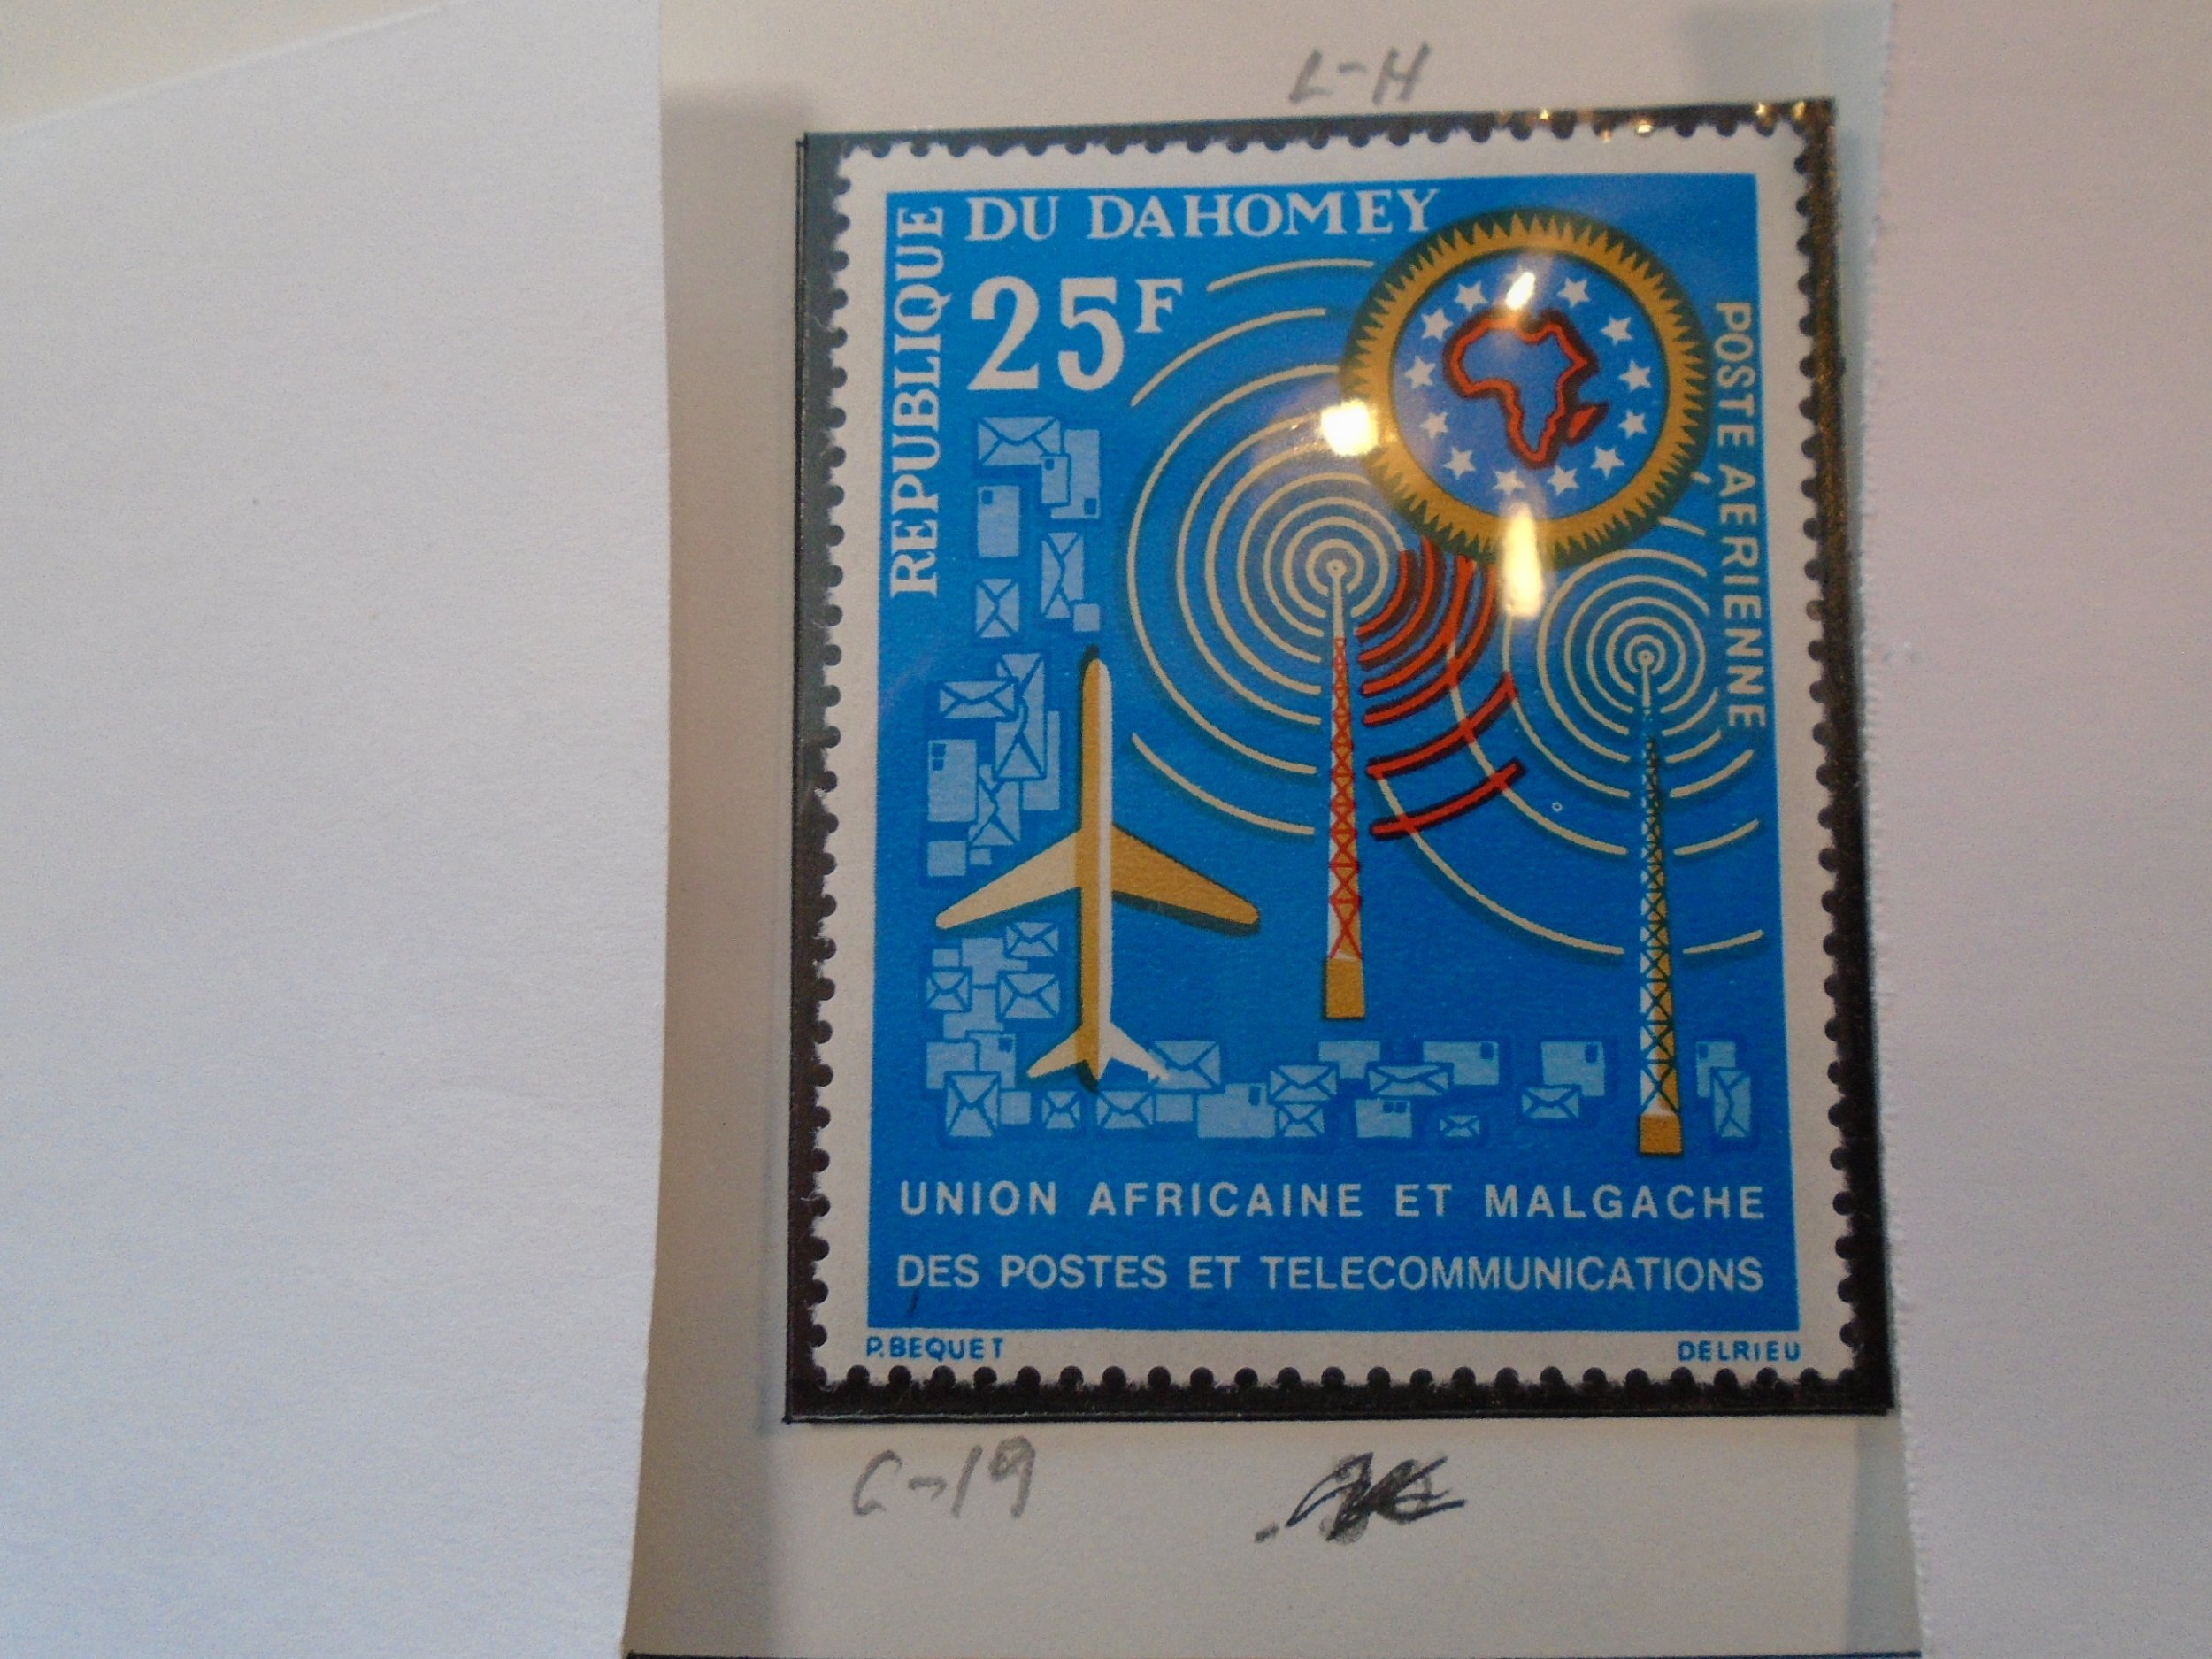 L-H
REPUBLIQUE DU DAHOMEY
25F
POSTE AERIENNE
UNION AFRICAINE ET MALGACHE
DES POSTES ET TELECOMMUNICATIONS
P.BEQUET
DELRIEU
C-19